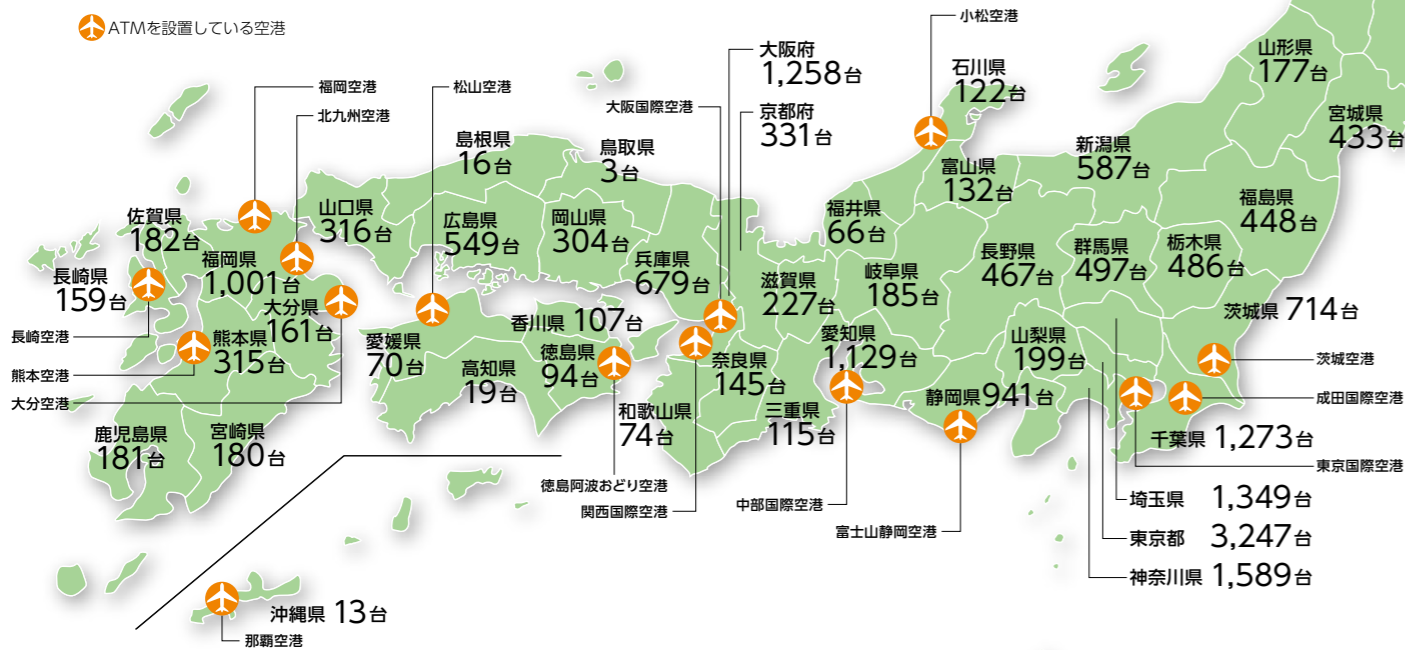 ATMを設置している空港
小松空港
大阪府
1,258台
石川県
122台
山形県
177台
福岡空港
松山空港
大阪国際空港
京都府
331台
宮城県
433台
北九州空港
島根県
16台
鳥取県
3台
新潟県
587台
富山県
132台
佐賀県
182台
山口県
316台
広島県
549台
岡山県
304台
福井県
66台
福島県
448台
福岡県
1,001台
兵庫県
679台
滋賀県
227台
岐阜県
185台
長野県
467台
群馬県
497台
栃木県
486台
長崎県
159台
大分県
161台
茨城県 714台
長崎空港
熊本県
315台
愛媛県
70台
香川県 107台
愛知県
1,129台
山梨県
199台
高知県
19台
徳島県
94台
奈良県
145台
茨城空港
熊本空港
大分空港
静岡県 941台
成田国際空港
和歌山県
74台
三重県
115台
鹿児島県
181台
宮崎県
180台
千葉県 1,273台
東京国際空港
徳島阿波おどり空港
関西国際空港
中部国際空港
富士山静岡空港
埼玉県 1,349台
東京都 3,247台
神奈川県 1,589台
沖縄県 13台
那覇空港